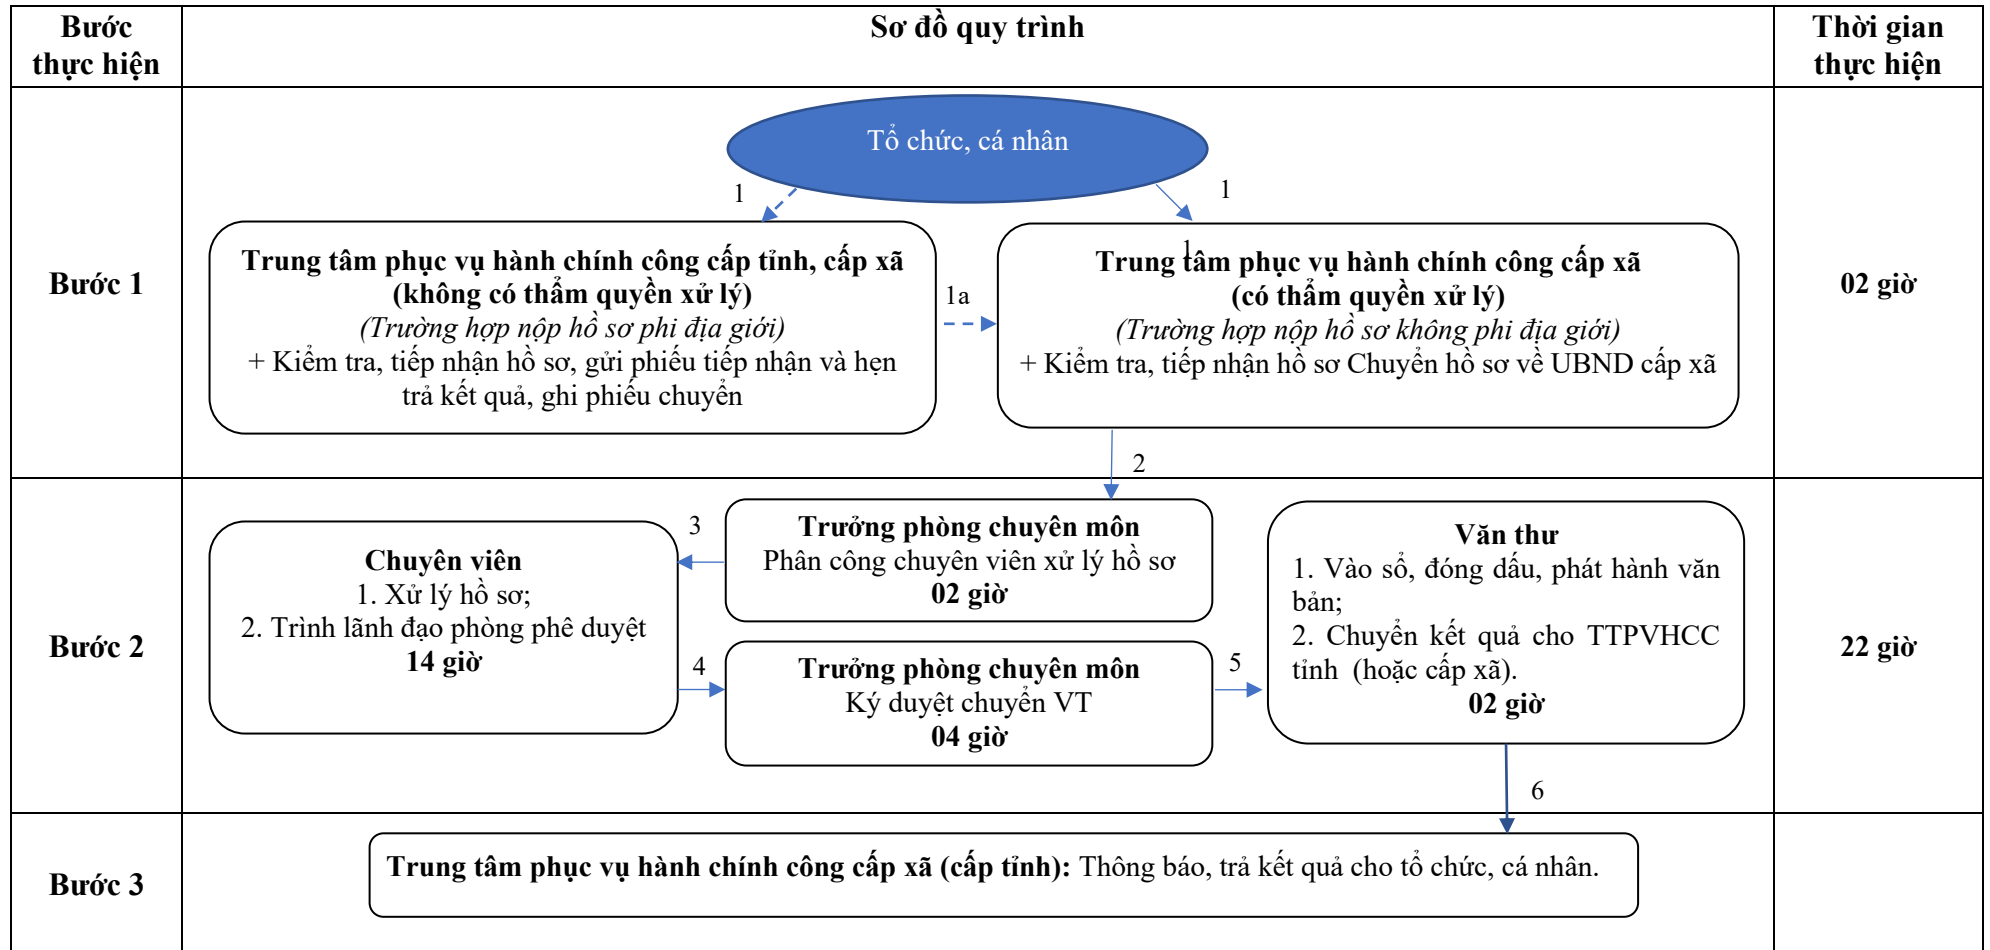 Bước
thực hiện
Sơ đồ quy trình
Thời gian
thực hiện
Bước 1
Tổ chức, cá nhân
1
1
Trung tâm phục vụ hành chính công cấp tỉnh, cấp xã
(không có thẩm quyền xử lý)
(Trường hợp nộp hồ sơ phi địa giới)
+ Kiểm tra, tiếp nhận hồ sơ, gửi phiếu tiếp nhận và hẹn
trả kết quả, ghi phiếu chuyển
1a
1
Trung tâm phục vụ hành chính công cấp xã
(có thẩm quyền xử lý)
(Trường hợp nộp hồ sơ không phi địa giới)
+ Kiểm tra, tiếp nhận hồ sơ Chuyển hồ sơ về UBND cấp xã
02 giờ
2
Bước 2
Chuyên viên
1. Xử lý hồ sơ;
2. Trình lãnh đạo phòng phê duyệt
14 giờ
3
Trưởng phòng chuyên môn
Phân công chuyên viên xử lý hồ sơ
02 giờ
4
Trưởng phòng chuyên môn
Ký duyệt chuyển VT
04 giờ
5
Văn thư
1. Vào sổ, đóng dấu, phát hành văn
bản;
2. Chuyển kết quả cho TTPVHCC
tỉnh (hoặc cấp xã).
02 giờ
22 giờ
6
Bước 3
Trung tâm phục vụ hành chính công cấp xã (cấp tỉnh): Thông báo, trả kết quả cho tổ chức, cá nhân.